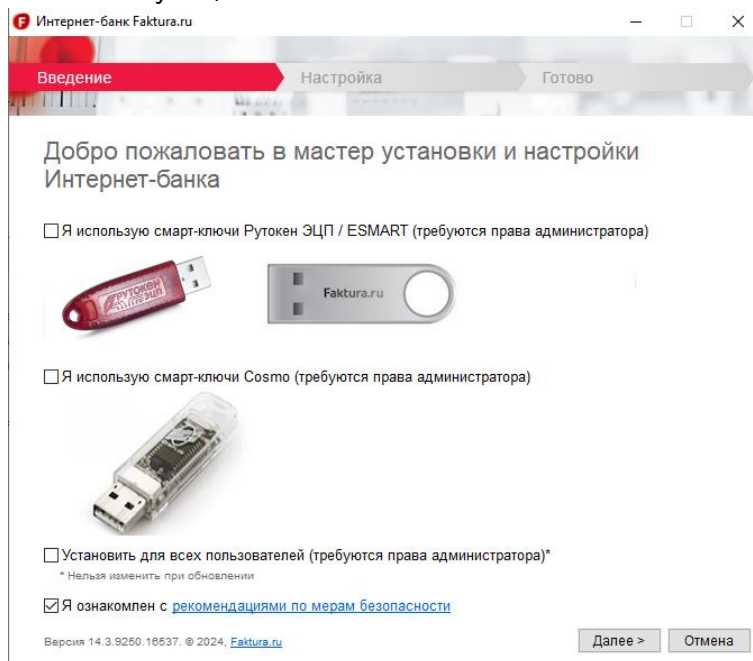 Интернет-банк Faktura.ru
Введение
Настройка
Готово
Добро пожаловать в мастер установки и настройки
Интернет-банка
Я использую смарт-ключи Рутокен ЭЦП / ESMART (требуются права администратора)
РУТОКЕН
ЭЦП
Faktura.ru
Я использую смарт-ключи Cosmo (требуются права администратора)
Установить для всех пользователей (требуются права администратора)*
* Нельзя изменить при обновлении
Я ознакомлен с рекомендациями по мерам безопасности
Версия 14.3.9250.16537. © 2024, Faktura.ru
Далее >
Отмена